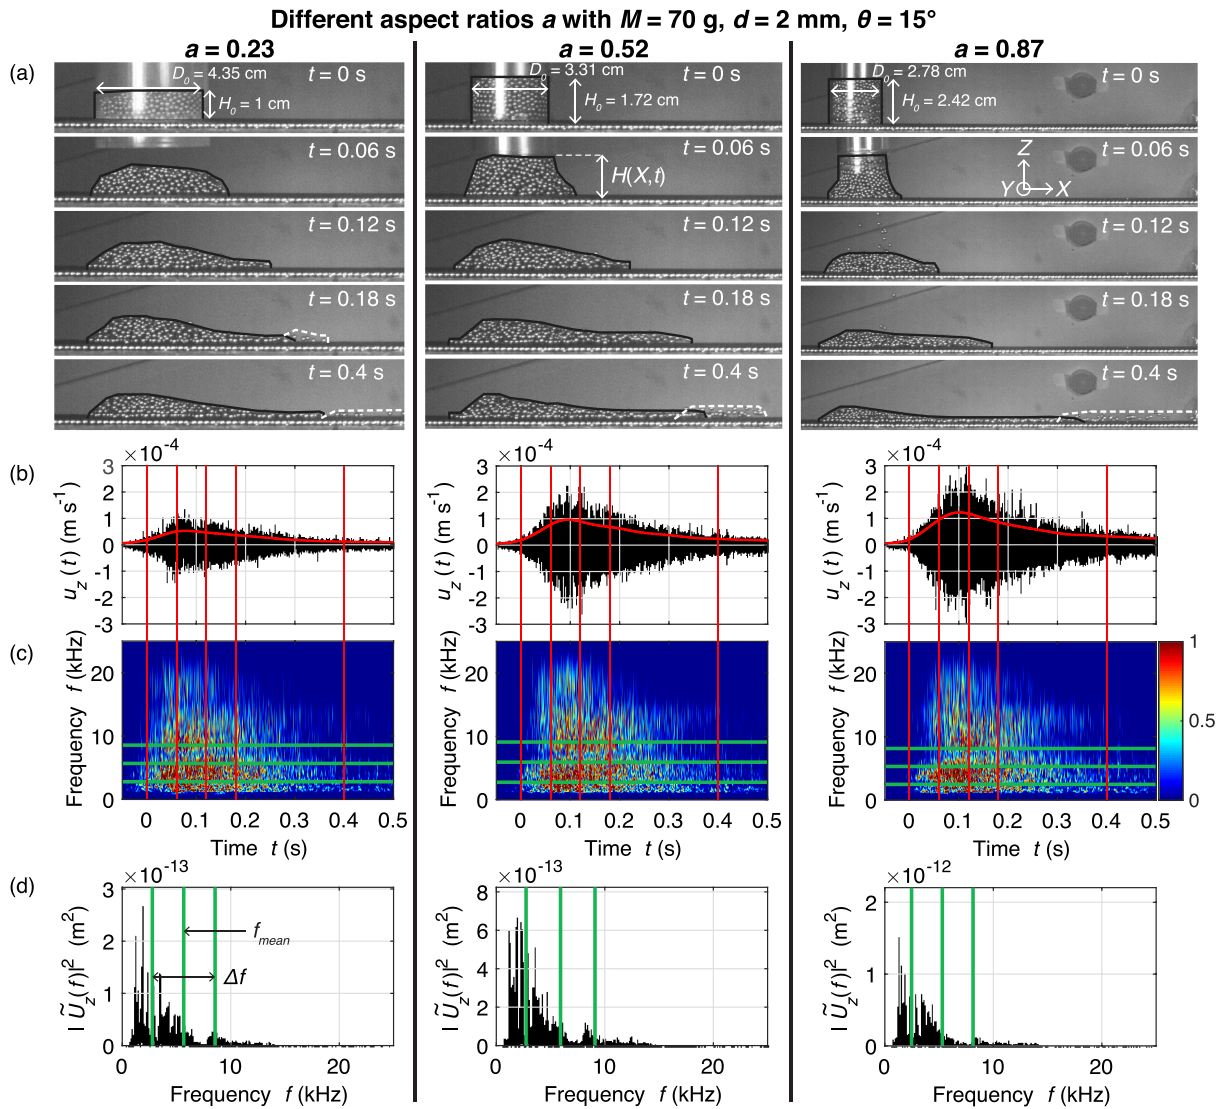 Different aspect ratios a with M = 70 g, d = 2 mm, θ = 15°
a = 0.23
a = 0.52
a = 0.87
(a)
D0 = 4.35 cm
t = 0 s
H0 = 1 cm
D0 = 3.31 cm
t = 0 s
H0 = 1.72 cm
D0 = 2.78 cm
t = 0 s
H0 = 2.42 cm
t = 0.06 s
t = 0.06 s
H(X,t)
t = 0.06 s
Z
Y
X
t = 0.12 s
t = 0.12 s
t = 0.12 s
t = 0.18 s
t = 0.18 s
t = 0.18 s
t = 0.4 s
t = 0.4 s
t = 0.4 s
(b)
×10-4
3
2
1
0
-1
-2
-3
uz(t) (m s-1)
×10-4
3
2
1
0
-1
-2
-3
uz(t) (m s-1)
×10-4
3
2
1
0
-1
-2
-3
uz(t) (m s-1)
(c)
Frequency f (kHz)
20
10
0
0 0.1 0.2 0.3 0.4 0.5
Time t (s)
Frequency f (kHz)
20
10
0
0 0.1 0.2 0.3 0.4 0.5
Time t (s)
Frequency f (kHz)
20
10
0
0 0.1 0.2 0.3 0.4 0.5
Time t (s)
1
0.5
0
(d)
×10-13
3
2
1
0
|Ũz(f)|2 (m2)
fmean
Δf
0 10 20
Frequency f (kHz)
×10-13
8
6
4
2
0
|Ũz(f)|2 (m2)
0 10 20
Frequency f (kHz)
×10-12
2
1
0
|Ũz(f)|2 (m2)
0 10 20
Frequency f (kHz)